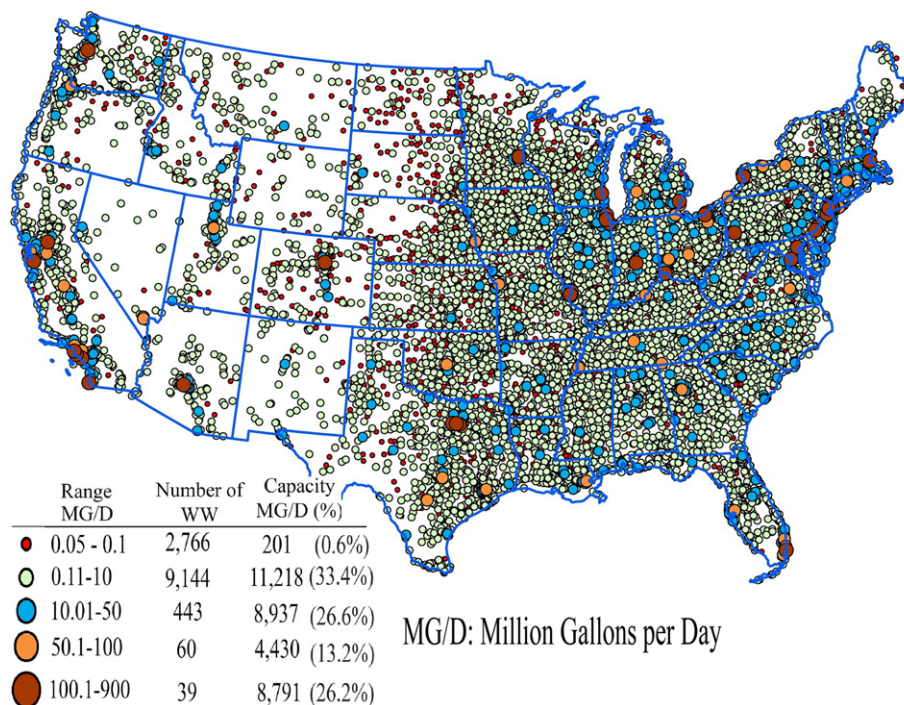 Range Number of Capacity
MG/D WW MG/D (%)
0.05 - 0.1 2,766 201 (0.6%)
0.11-10 9,144 11,218 (33.4%)
10.01-50 443 8,937 (26.6%)
50.1-100 60 4,430 (13.2%)
100.1-900 39 8,791 (26.2%)
MG/D: Million Gallons per Day